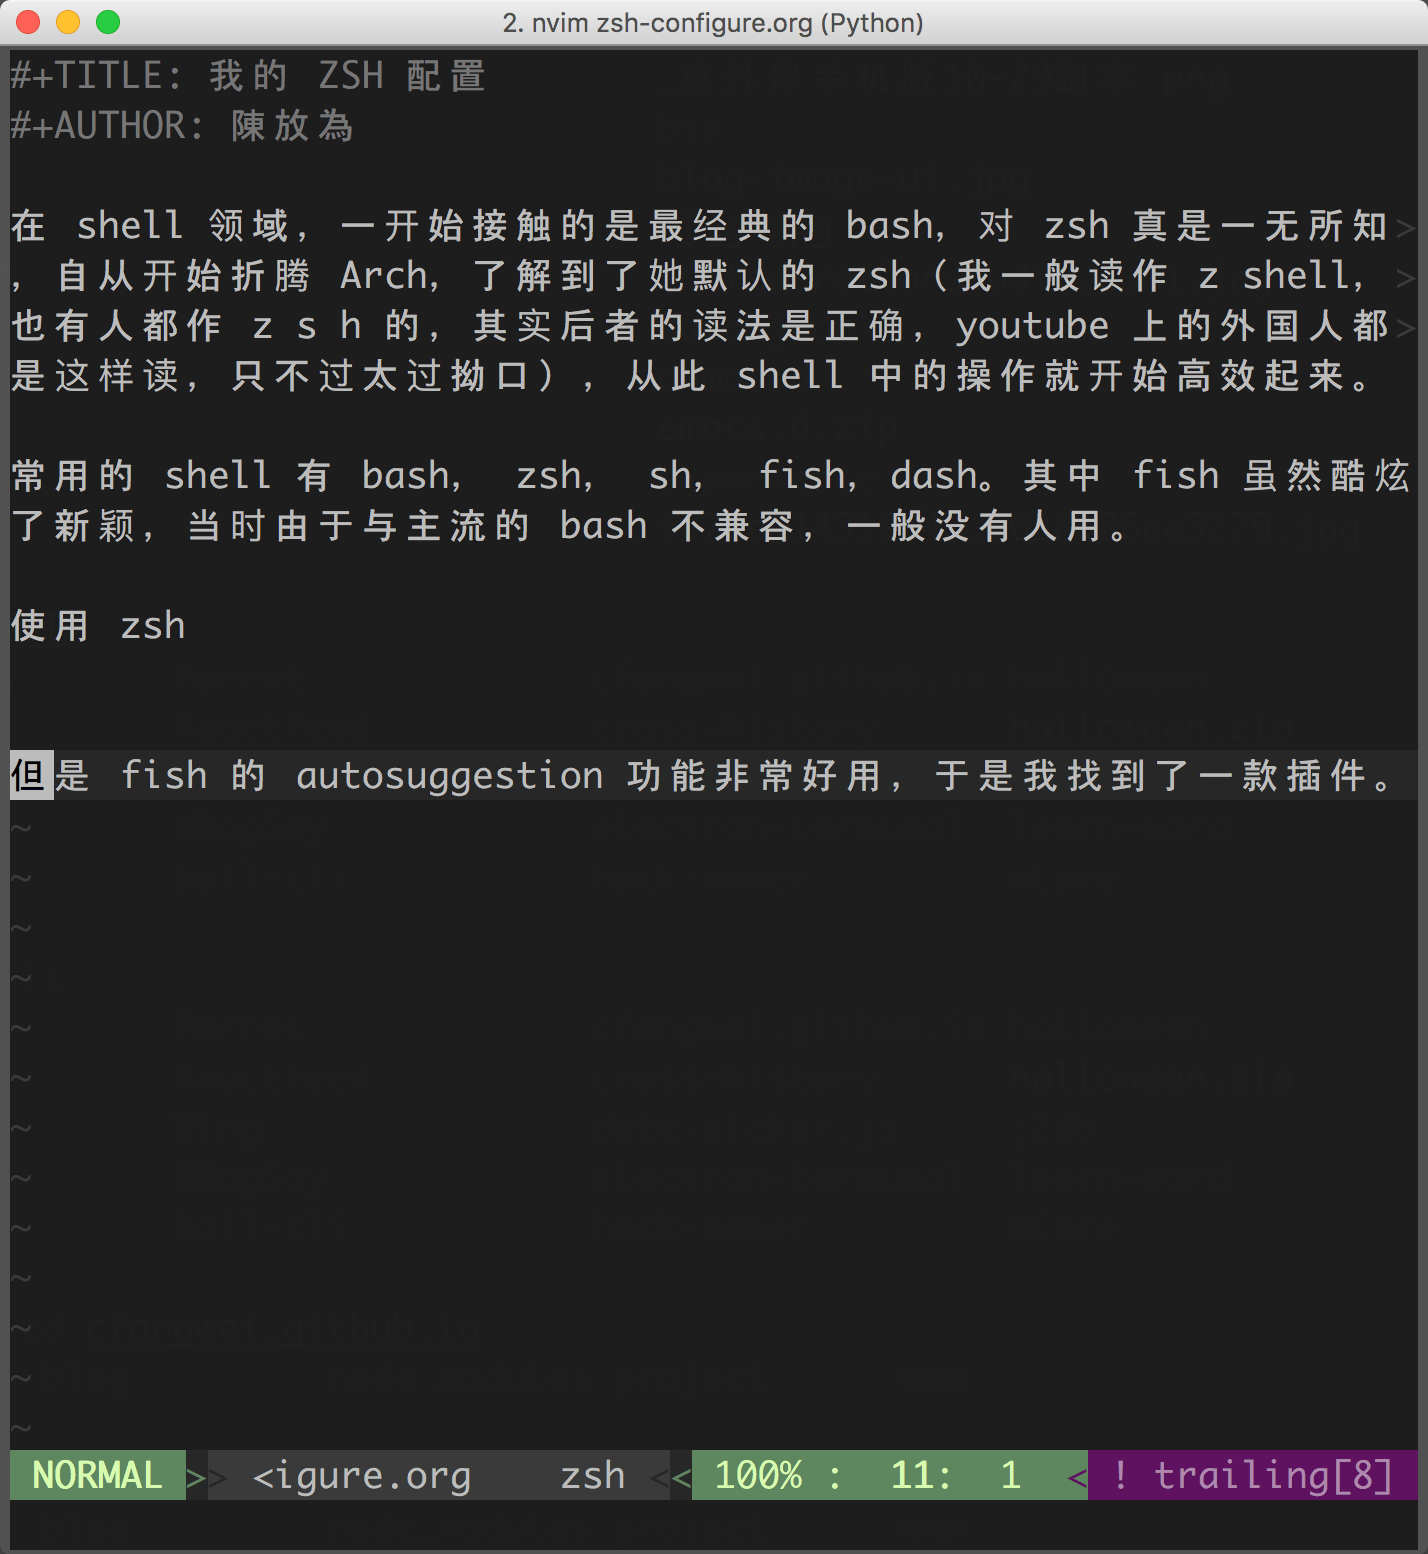 2. nvim zsh-configure.org (Python)
#+TITLE: 我的 ZSH 配置
#+AUTHOR: 陳放為
在 shell 领域，一开始接触的是最经典的 bash，对 zsh 真是一无所知>
，自从开始折腾 Arch，了解到了她默认的 zsh（我一般读作 z shell，>
也有人都作 z s h 的，其实后者的读法是正确，youtube 上的外国人都>
是这样读，只不过太过拗口），从此 shell 中的操作就开始高效起来。
常用的 shell 有 bash， zsh， sh， fish，dash。其中 fish 虽然酷炫
了新颖，当时由于与主流的 bash 不兼容，一般没有人用。
使用 zsh
但是 fish 的 autosuggestion 功能非常好用，于是我找到了一款插件。
~
~
~
~
~
~
~
~
~
~
~
~
~
NORMAL >> <igure.org zsh << 100% : 11: 1 < ! trailing[8]